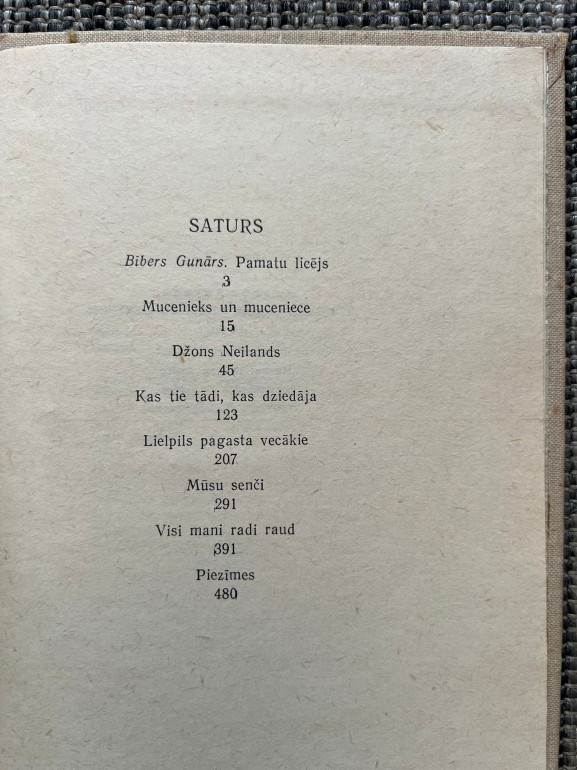 SATURS
Bibers Gunārs. Pamatu licējs
3
Mucenieks un muceniece
15
Džons Neilands
45
Kas tie tādi, kas dziedāja
123
Lielpils pagasta vecākie
207
Mūsu senči
291
Visi mani radi raud
391
Piezīmes
480